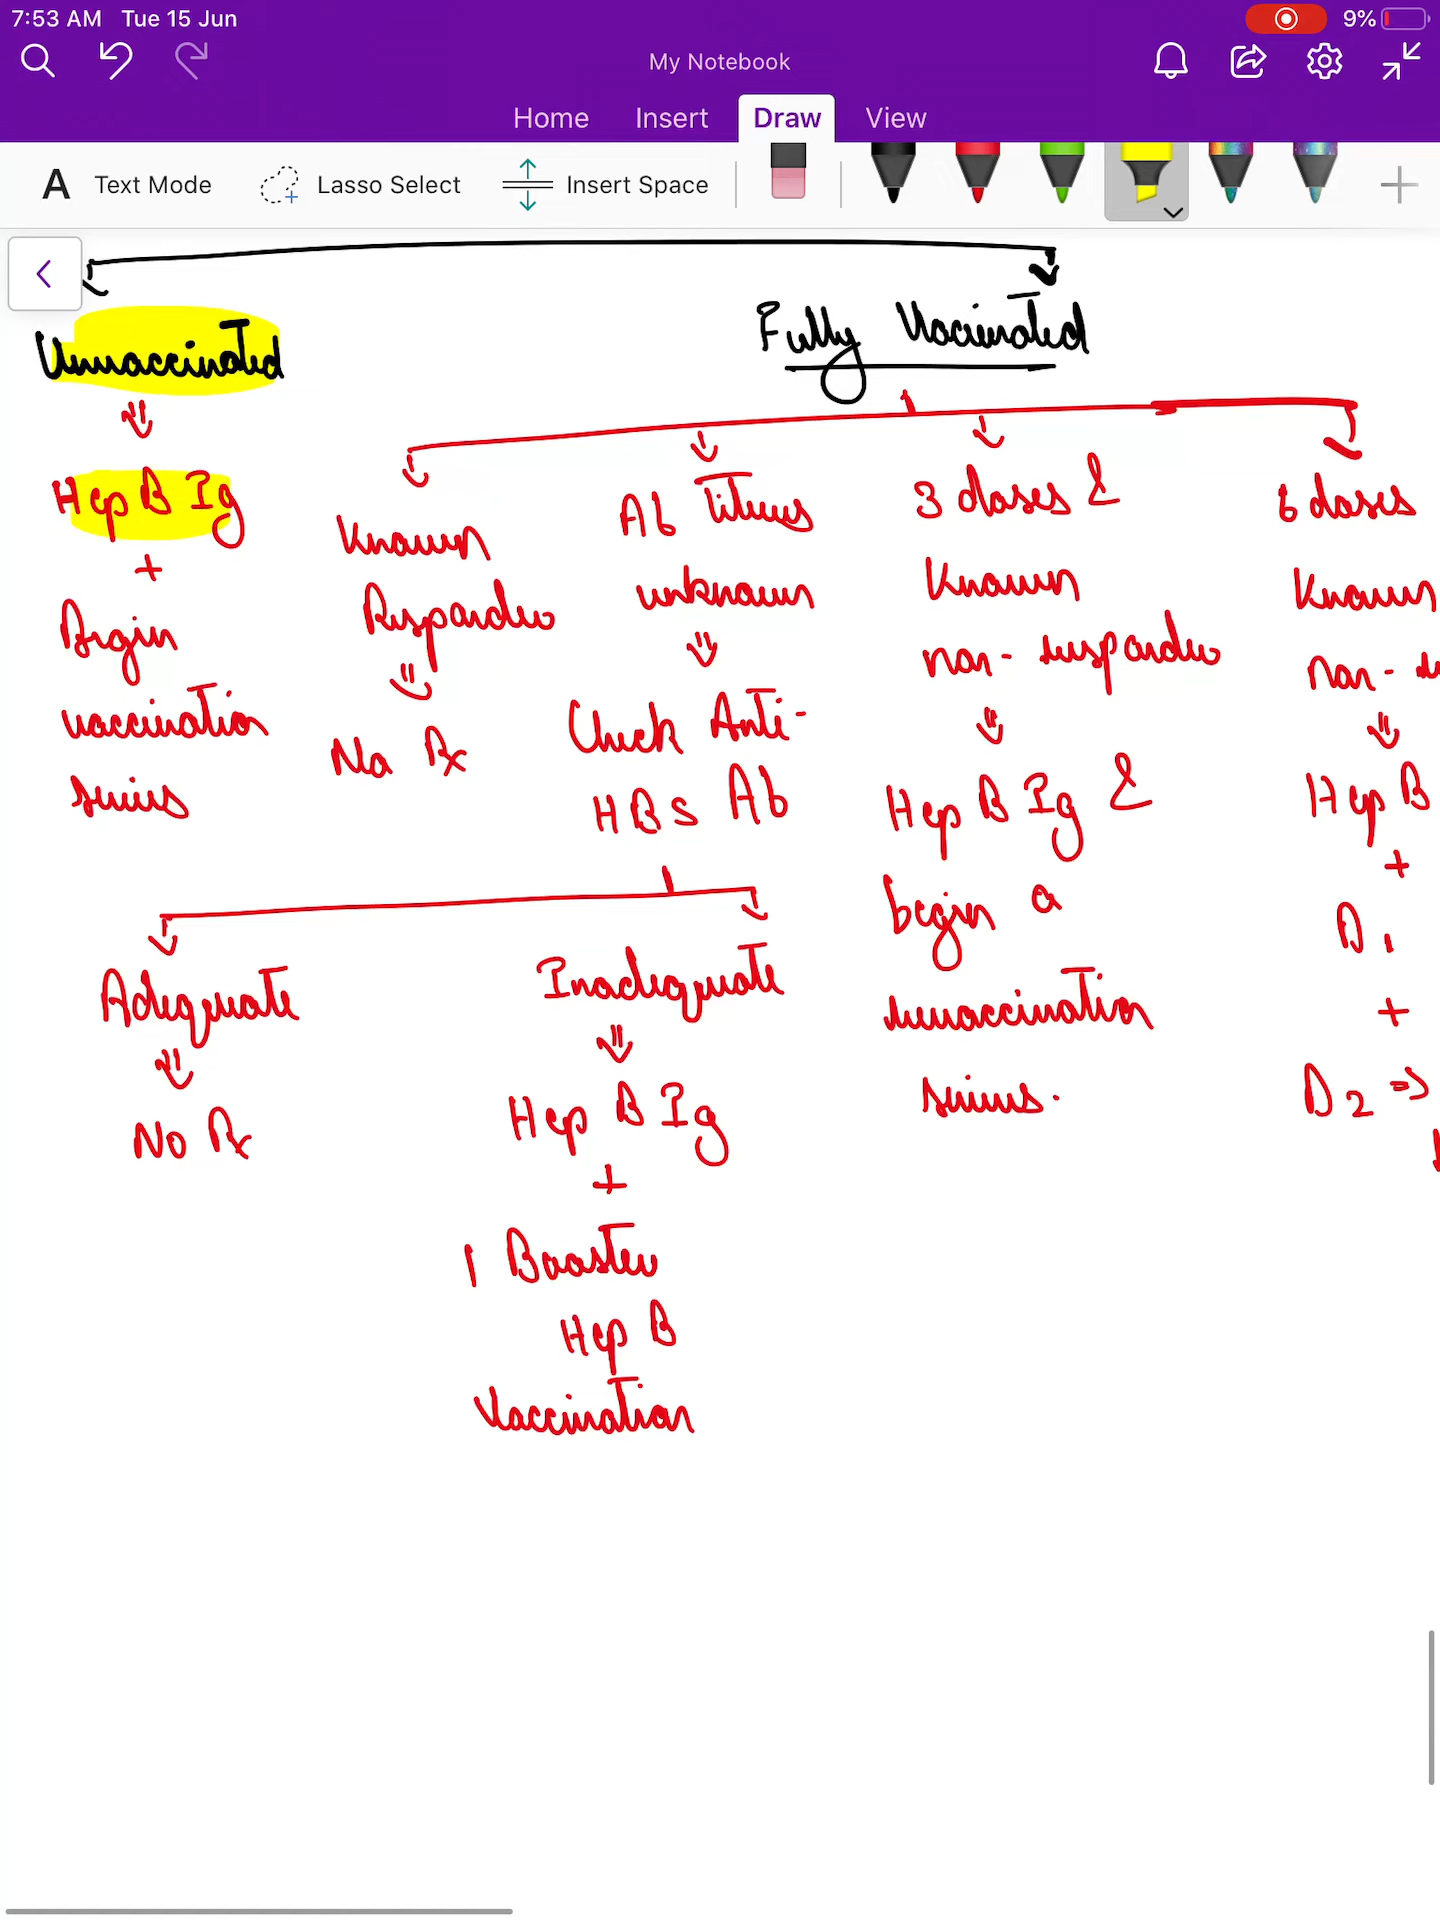 7:53 AM Tue 15 Jun
9%
My Notebook
Home Insert Draw View
A Text Mode Lasso Select Insert Space
Unvaccinated
Hep B Ig
+
Begin
vaccination
series
Fully Vaccinated
Known
Responder
No Rx
Ab titers
unknown
Check Anti-
HBs Ab
Adequate
No Rx
Inadequate
Hep B Ig
+
1 Booster
Hep B
Vaccination
3 doses &
Known
non-responder
Hep B Ig &
begin a
revaccination
series.
6 doses
Known
non-
Hep B
+
D1
+
D2 ⇒